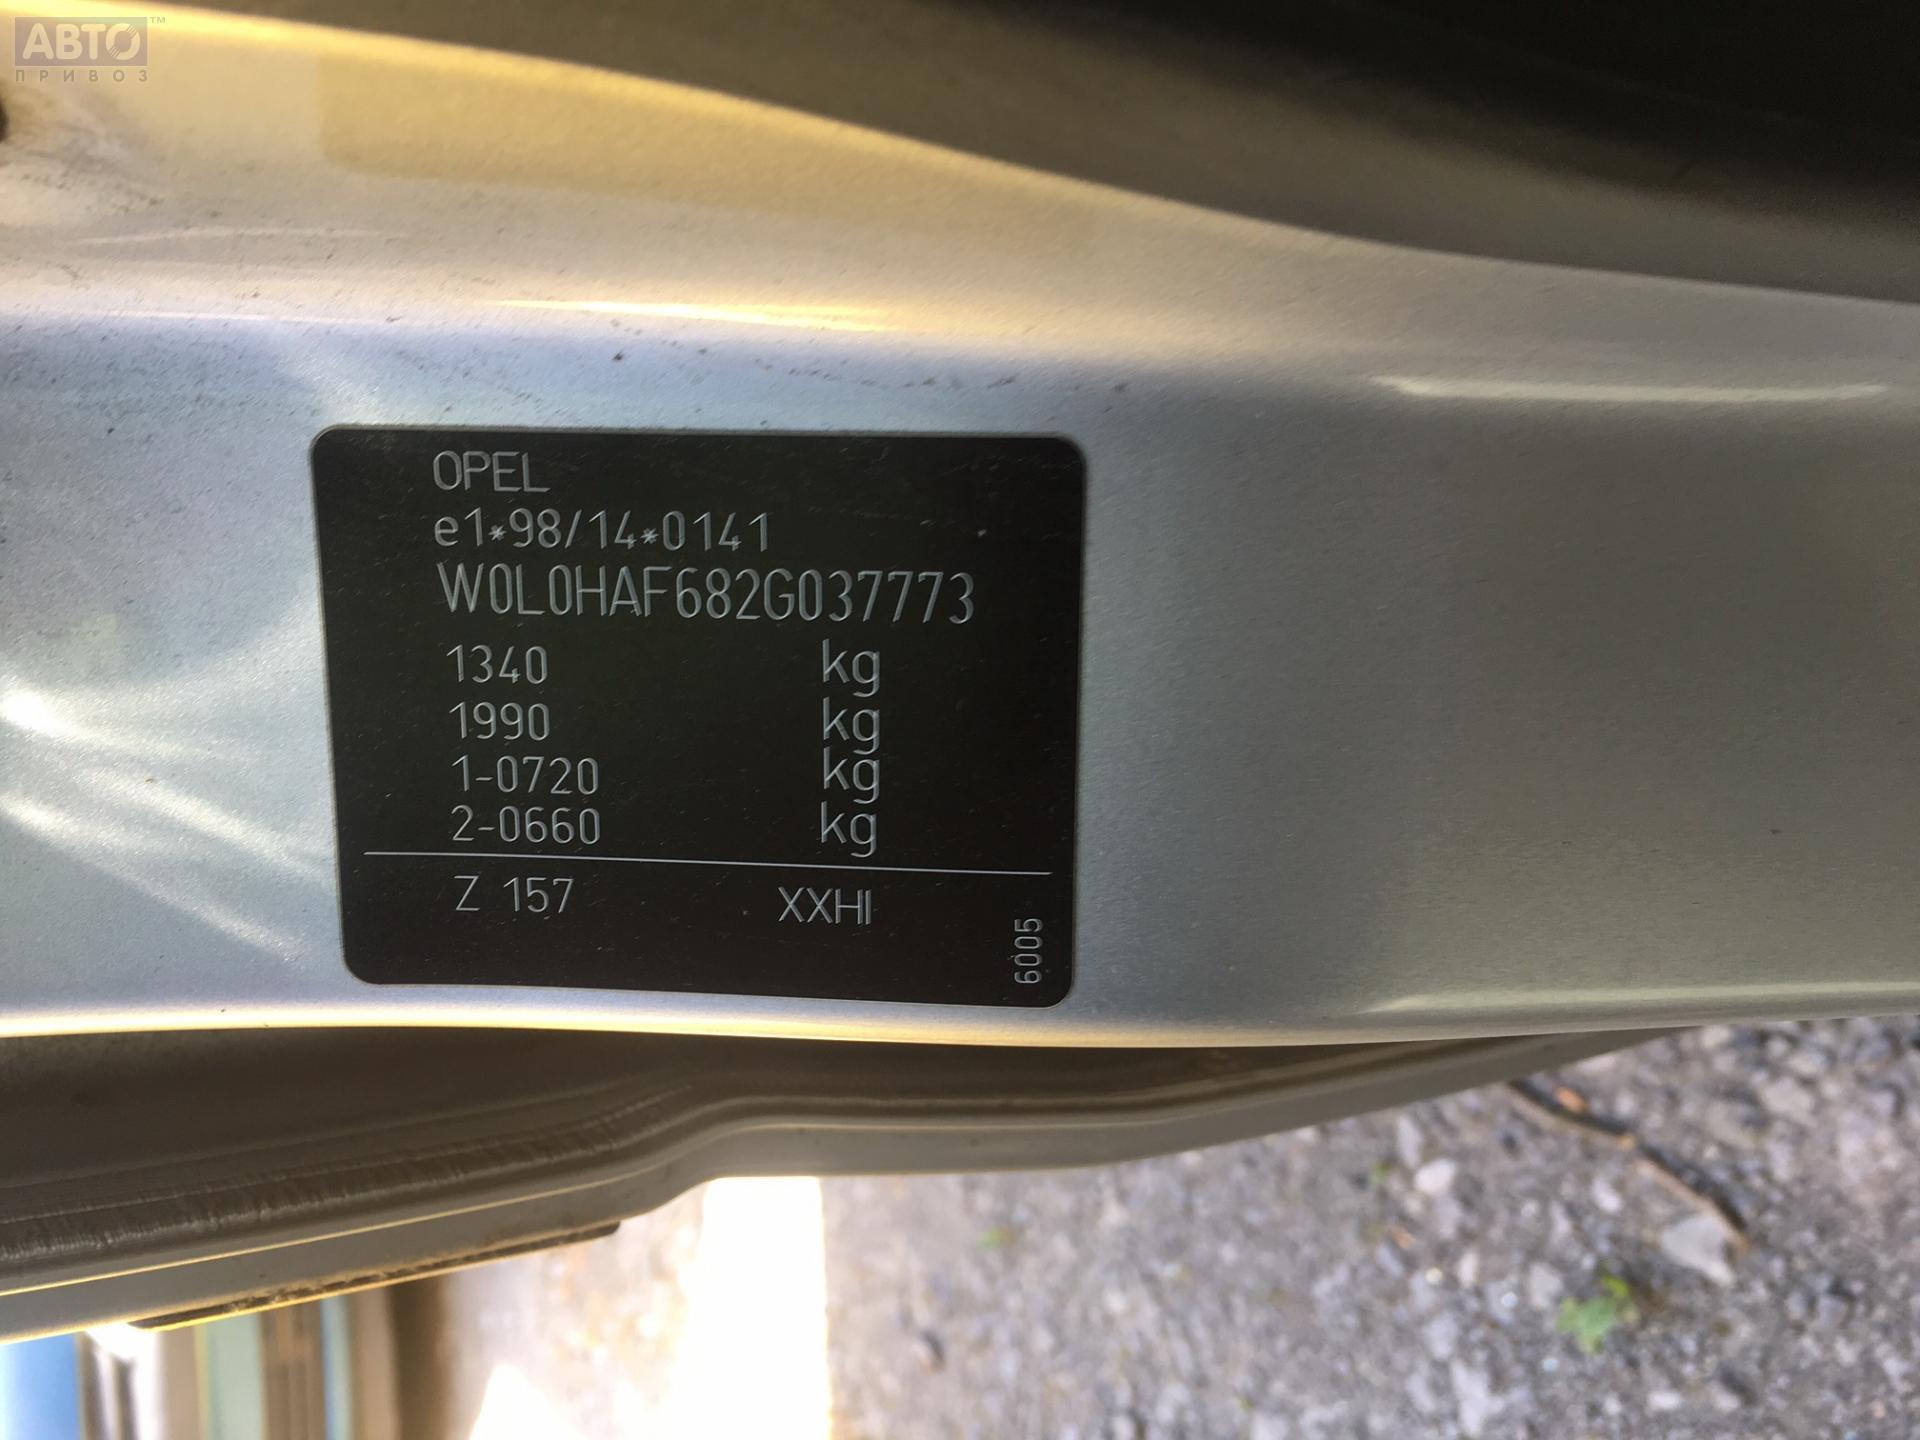 АВТО™
ПРИВОЗ
OPEL
e1*98/14*0141
W0L0HAF682G037773
1340 kg
1990 kg
1-0720 kg
2-0660 kg
Z 157 XXHI
6005